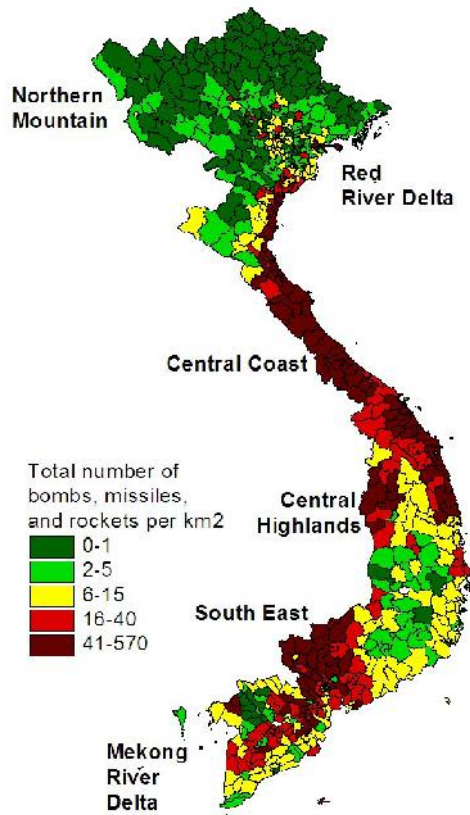 Northern
Mountain
Red
River Delta
Central Coast
Total number of
bombs, missiles,
and rockets per km2
0-1
2-5
6-15
16-40
41-570
Central
Highlands
South East
Mekong
River
Delta